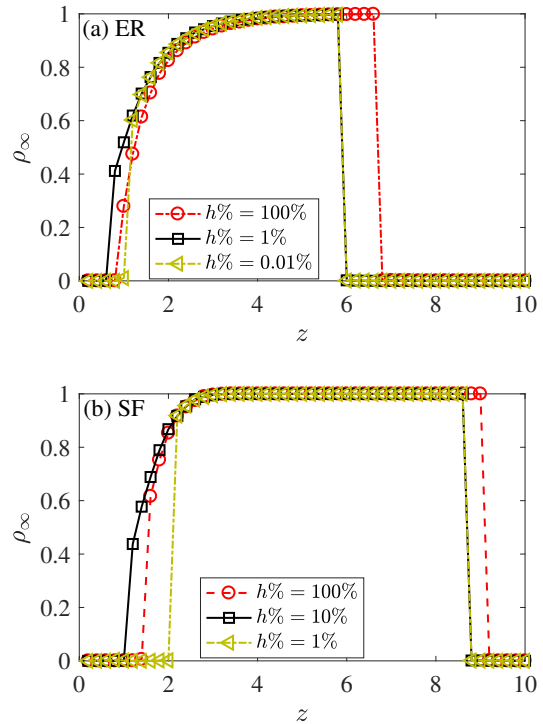 (a) ER
1
0.8
0.6
0.4
0.2
0
ρ∞
h% = 100%
h% = 1%
h% = 0.01%
0 2 4 6 8 10
z
(b) SF
1
0.8
0.6
0.4
0.2
0
ρ∞
h% = 100%
h% = 10%
h% = 1%
0 2 4 6 8 10
z